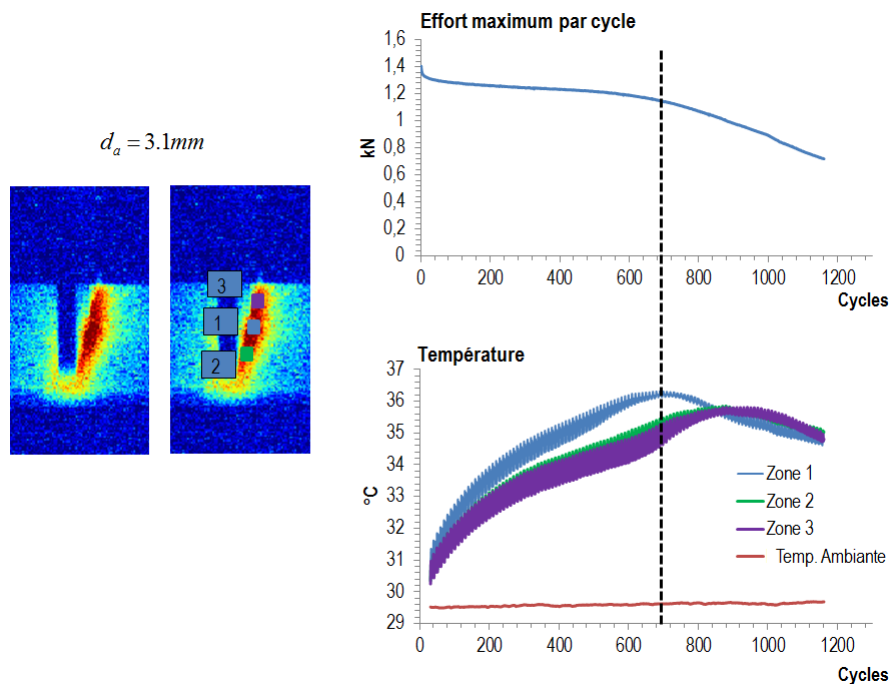 Effort maximum par cycle
1,6
1,4
1,2
1
0,8
0,6
0,4
0,2
0
kN
0 200 400 600 800 1000 1200
Cycles
d_a = 3.1mm
3
1
2
Température
37
36
35
34
33
32
31
30
29
°C
Zone 1
Zone 2
Zone 3
Temp. Ambiante
0 200 400 600 800 1000 1200
Cycles